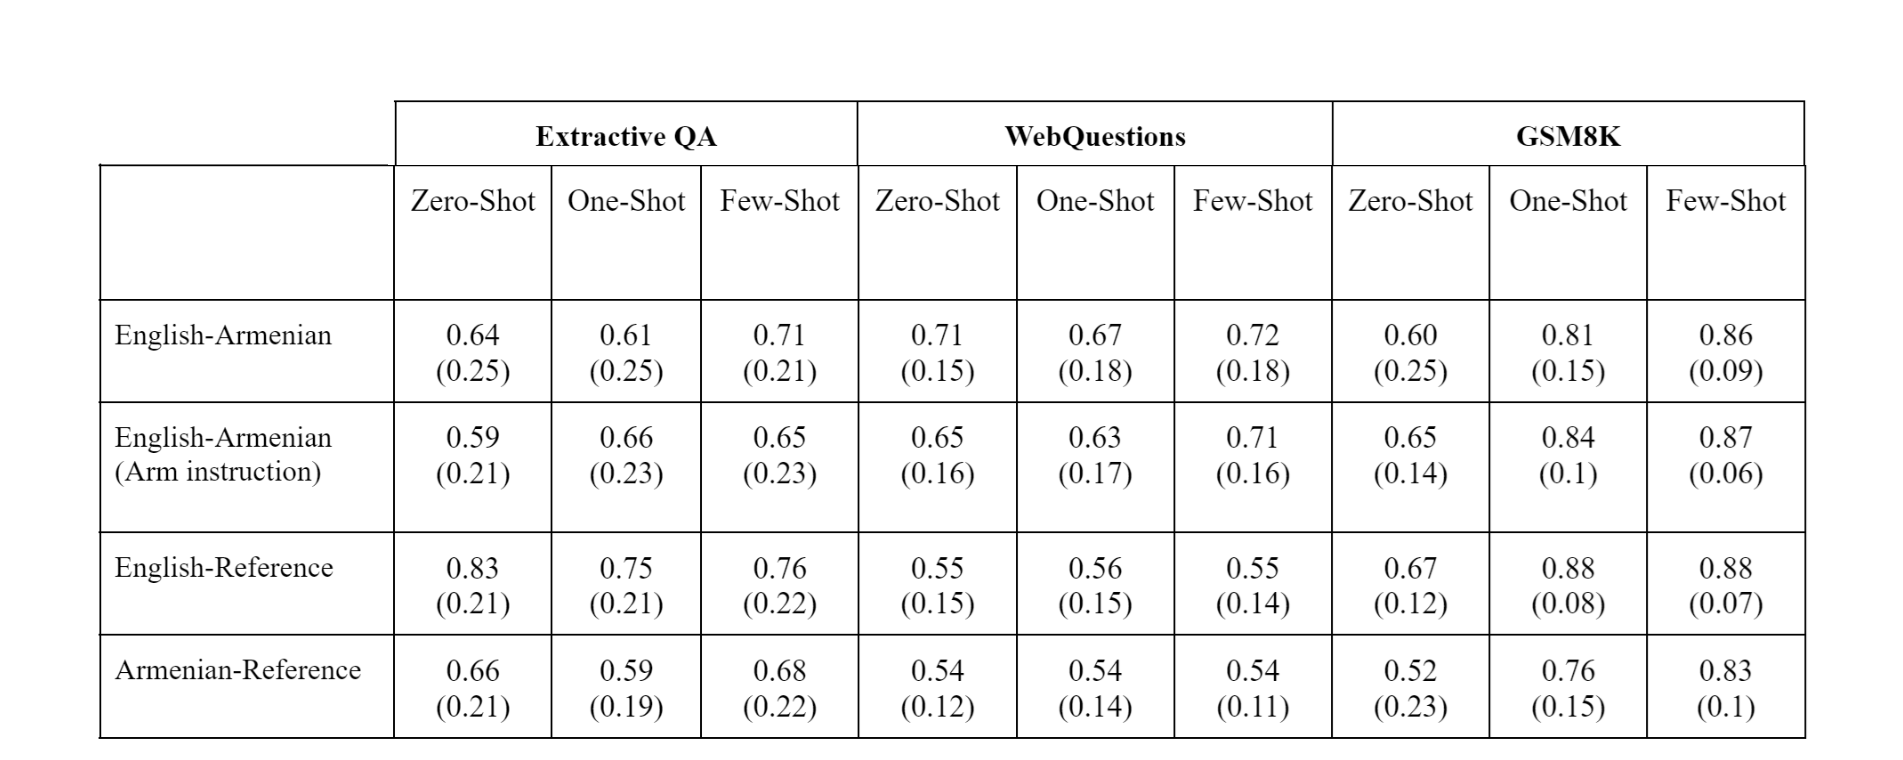 Extractive QA WebQuestions GSM8K
Zero-Shot One-Shot Few-Shot Zero-Shot One-Shot Few-Shot Zero-Shot One-Shot Few-Shot
English-Armenian 0.64 0.61 0.71 0.71 0.67 0.72 0.60 0.81 0.86
(0.25) (0.25) (0.21) (0.15) (0.18) (0.18) (0.25) (0.15) (0.09)
English-Armenian 0.59 0.66 0.65 0.65 0.63 0.71 0.65 0.84 0.87
(Arm instruction) (0.21) (0.23) (0.23) (0.16) (0.17) (0.16) (0.14) (0.1) (0.06)
English-Reference 0.83 0.75 0.76 0.55 0.56 0.55 0.67 0.88 0.88
(0.21) (0.21) (0.22) (0.15) (0.15) (0.14) (0.12) (0.08) (0.07)
Armenian-Reference 0.66 0.59 0.68 0.54 0.54 0.54 0.52 0.76 0.83
(0.21) (0.19) (0.22) (0.12) (0.14) (0.11) (0.23) (0.15) (0.1)